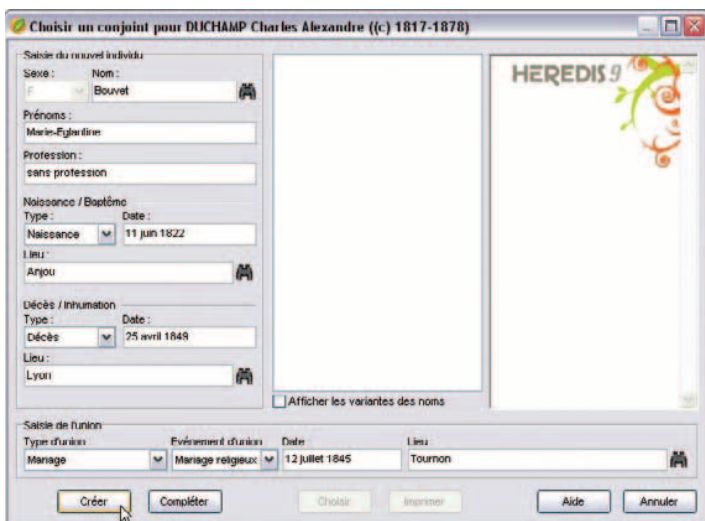 Choisir un conjoint pour DUCHAMP Charles Alexandre ((c) 1817-1878)
Saisie du nouvel individu
Sexe : Nom :
F Bouvet
Prénoms :
Marie-Eglantine
Profession :
sans profession
Naissance / Baptême
Type : Date :
Naissance 11 juin 1822
Lieu :
Anjou
Décès / Inhumation
Type : Date :
Décès 25 avril 1849
Lieu :
Lyon
HEREDIS 9
Afficher les variantes des noms
Saisie de l'union
Type d'union Evénement d'union Date Lieu
Mariage Mariage religieux 12 juillet 1845 Tournon
Créer Compléter Choisir Imprimer Aide Annuler